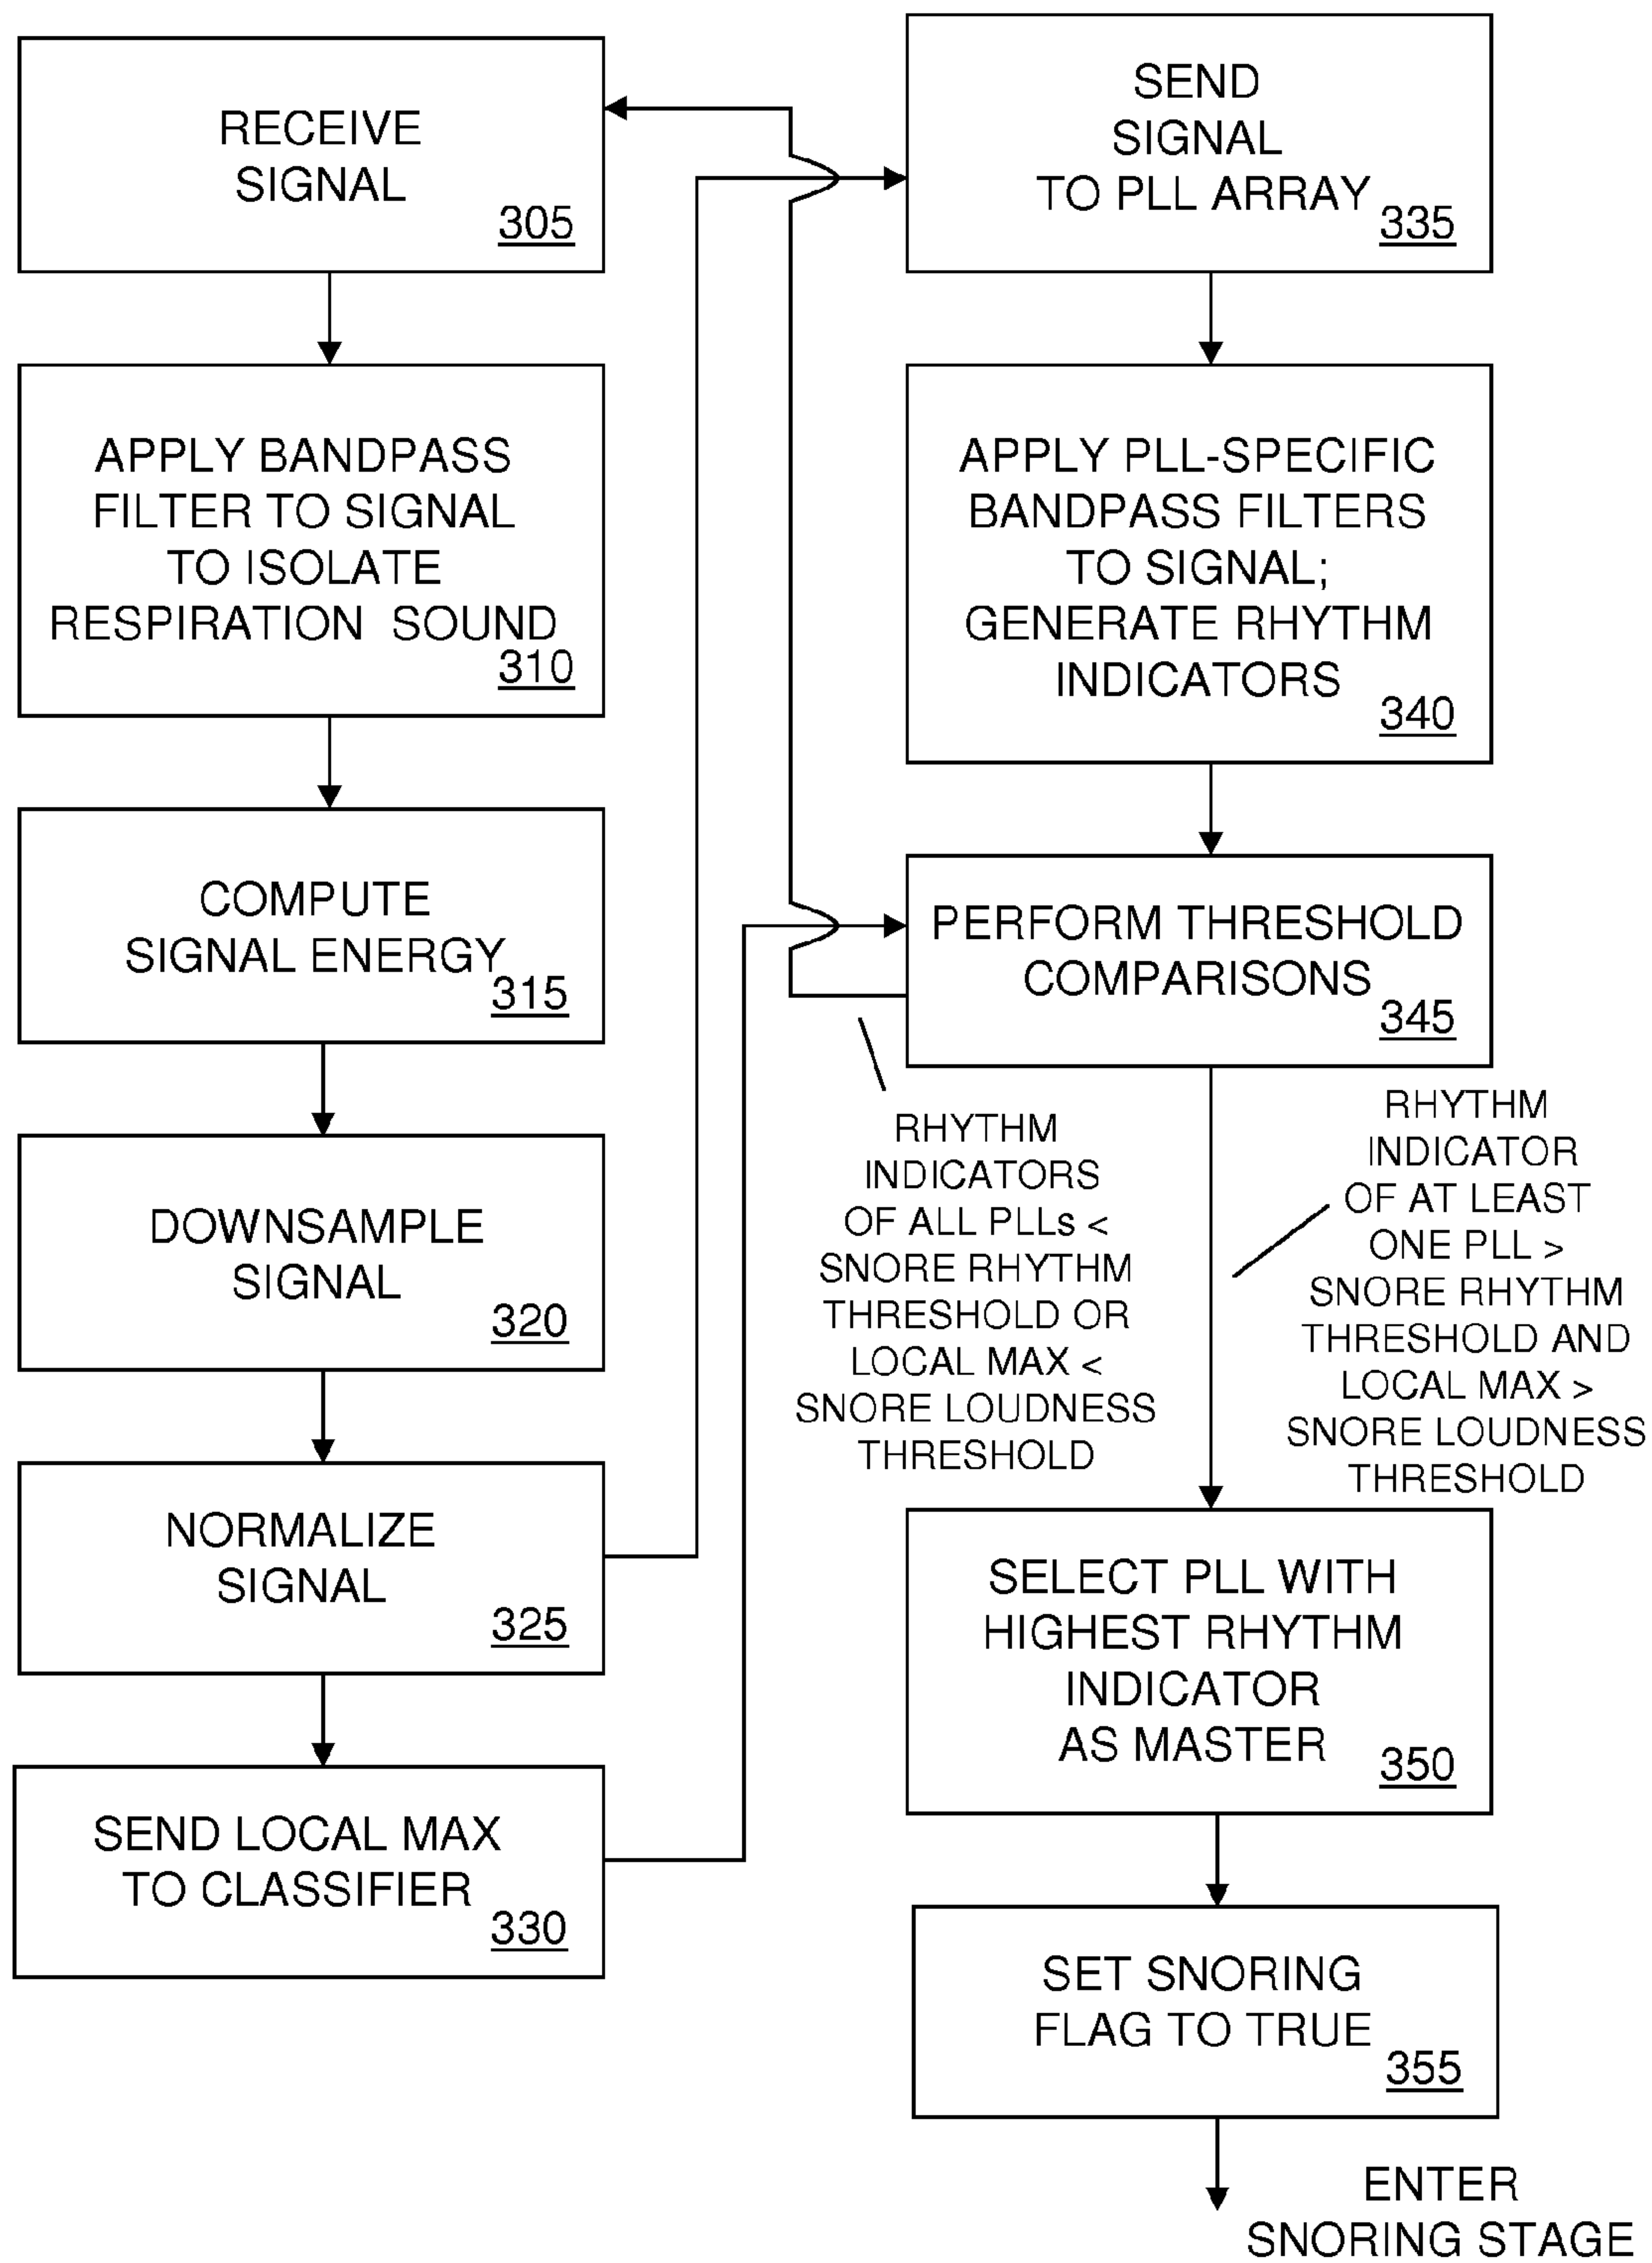 RECEIVE
SIGNAL
305
APPLY BANDPASS
FILTER TO SIGNAL
TO ISOLATE
RESPIRATION SOUND
310
COMPUTE
SIGNAL ENERGY
315
DOWNSAMPLE
SIGNAL
320
NORMALIZE
SIGNAL
325
SEND LOCAL MAX
TO CLASSIFIER
330
SEND
SIGNAL
TO PLL ARRAY
335
APPLY PLL-SPECIFIC
BANDPASS FILTERS
TO SIGNAL;
GENERATE RHYTHM
INDICATORS
340
PERFORM THRESHOLD
COMPARISONS
345
RHYTHM
INDICATORS
OF ALL PLLs <
SNORE RHYTHM
THRESHOLD OR
LOCAL MAX <
SNORE LOUDNESS
THRESHOLD
RHYTHM
INDICATOR
OF AT LEAST
ONE PLL >
SNORE RHYTHM
THRESHOLD AND
LOCAL MAX >
SNORE LOUDNESS
THRESHOLD
SELECT PLL WITH
HIGHEST RHYTHM
INDICATOR
AS MASTER
350
SET SNORING
FLAG TO TRUE
355
ENTER
SNORING STAGE